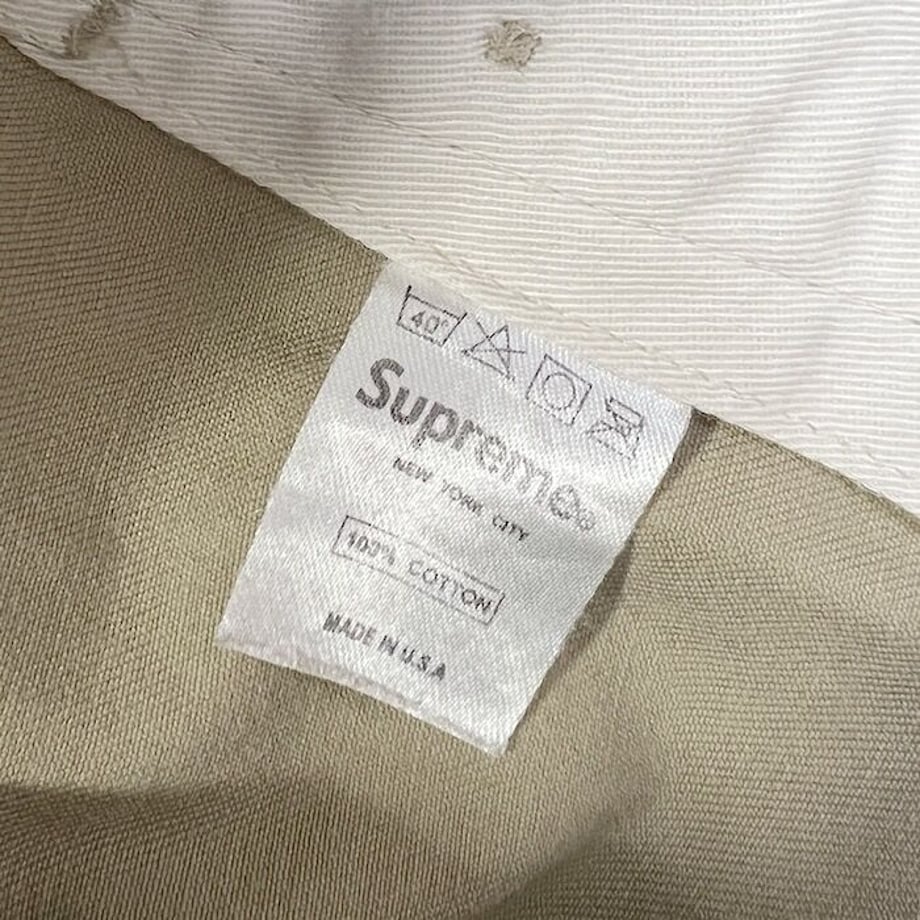 40°
Supreme®
NEW YORK CITY
100% COTTON
MADE IN U.S.A